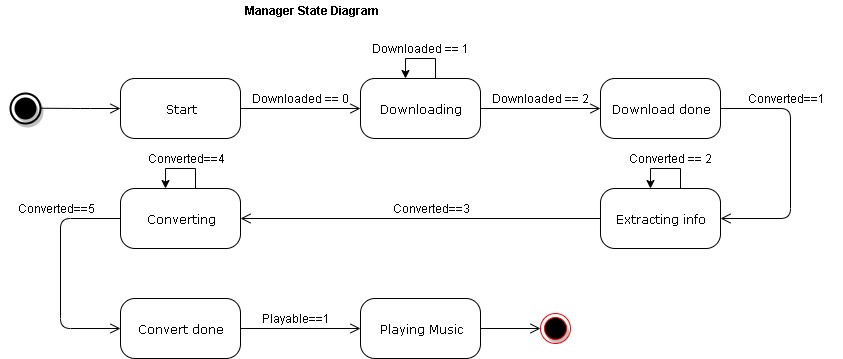 Manager State Diagram
Downloaded == 1
Start
Downloaded == 0
Downloading
Downloaded == 2
Download done
Converted==1
Converted==4
Converted == 2
Converted==5
Converting
Converted==3
Extracting info
Convert done
Playable==1
Playing Music